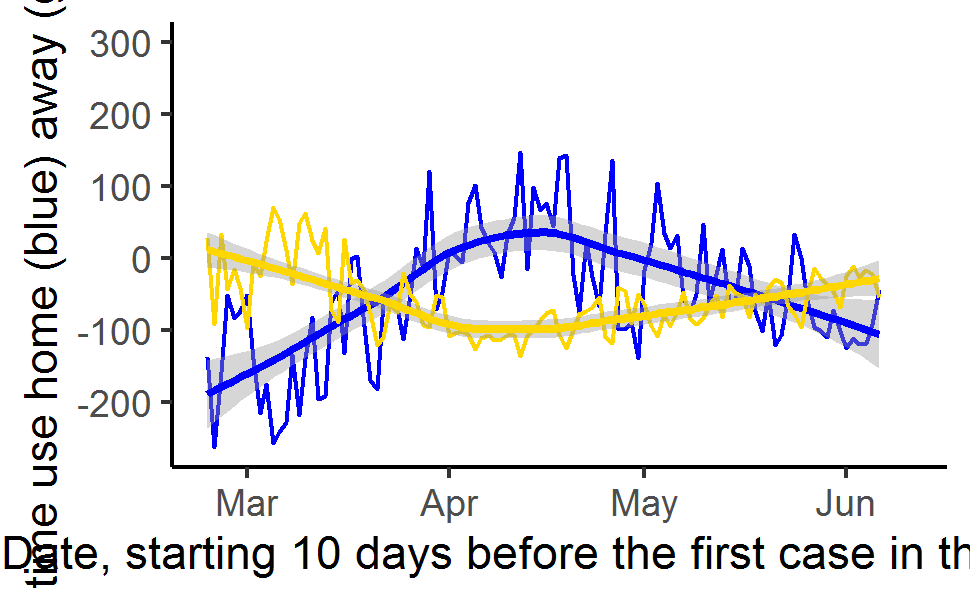 time use home (blue) away (g
300
200
100
0
-100
-200
Mar Apr May Jun
Date, starting 10 days before the first case in th